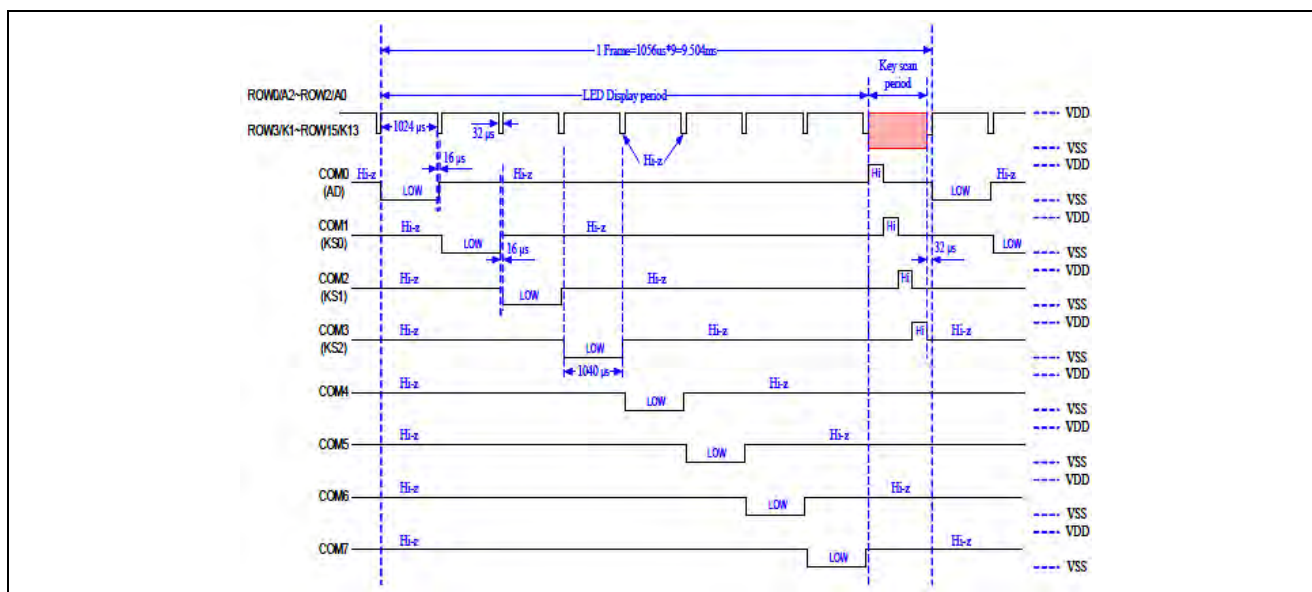 1 Frame=1056us*9=9.504ms
Key scan
period
ROW0/A2~ROW2/A0
LED Display period
VDD
ROW3/K1~ROW15/K13
1024 μs
32 μs
Hi-z
VSS
16 μs
VDD
COM0 Hi-z
(AD)
LOW
Hi-z
Hi
LOW
Hi-z
VSS
VDD
COM1
(KS0)
Hi-z
LOW
Hi-z
Hi
32 μs
LOW
VSS
16 μs
VDD
COM2
(KS1)
Hi-z
LOW
Hi-z
Hi
VSS
VDD
COM3
(KS2)
Hi-z
LOW
Hi-z
Hi
Hi-z
VSS
1040 μs
VDD
COM4
Hi-z
LOW
Hi-z
VSS
VDD
COM5
Hi-z
LOW
Hi-z
VSS
VDD
COM6
Hi-z
LOW
Hi-z
VSS
VDD
COM7
Hi-z
LOW
Hi-z
VSS